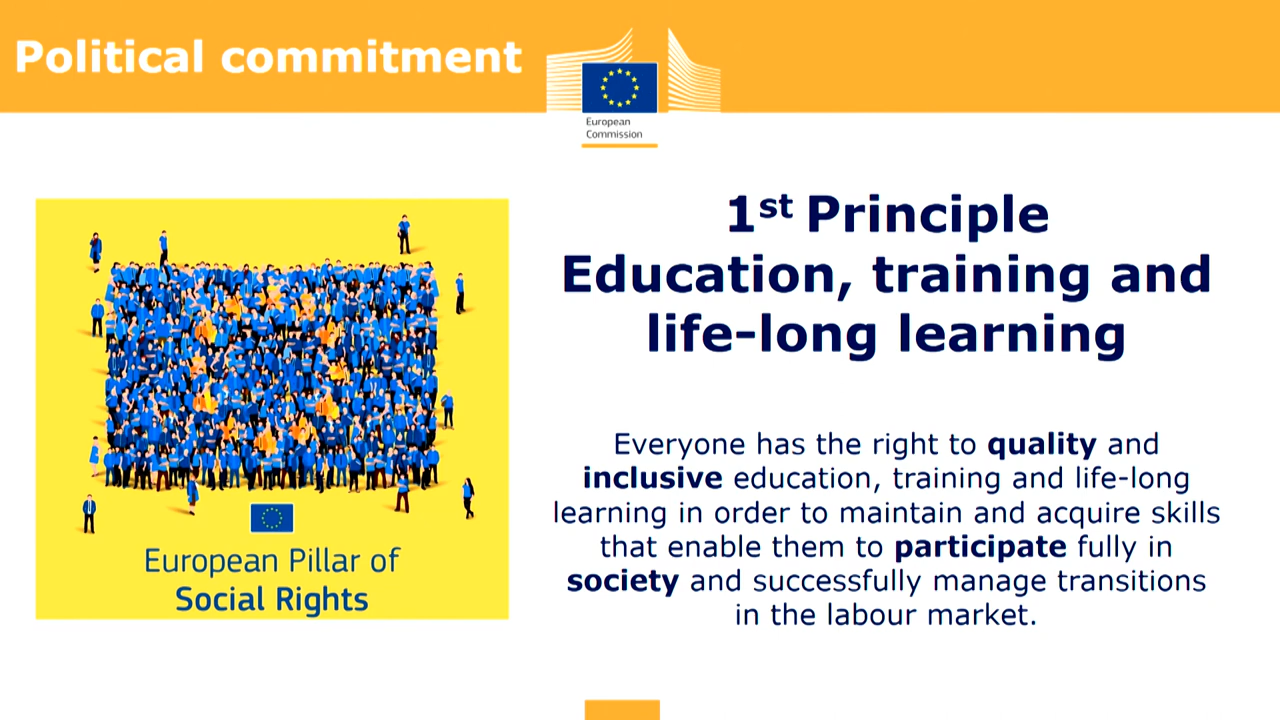 Political commitment
European
Commission
1st Principle
Education, training and
life-long learning
Everyone has the right to quality and
inclusive education, training and life-long
learning in order to maintain and acquire skills
that enable them to participate fully in
society and successfully manage transitions
in the labour market.
European Pillar of
Social Rights